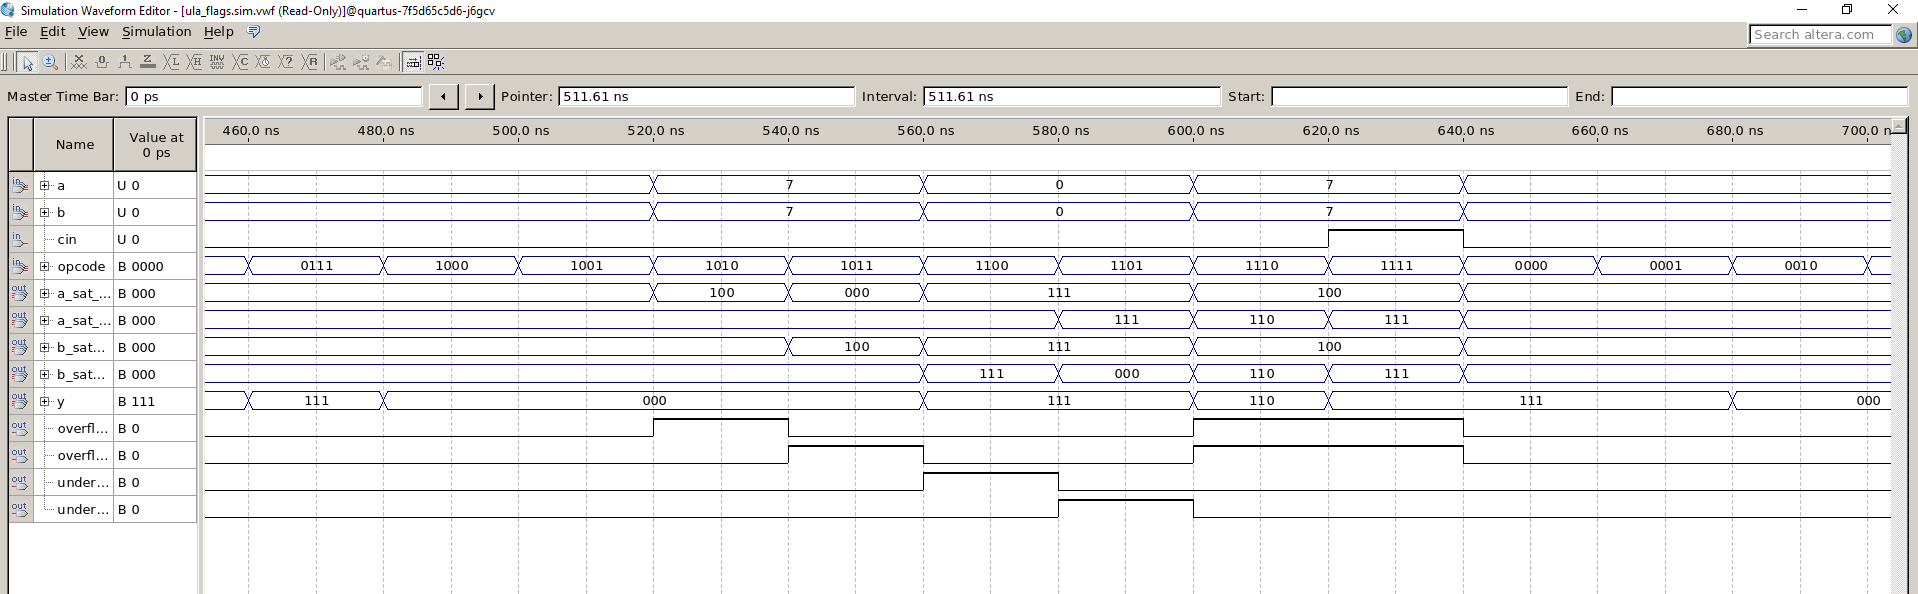 Simulation Waveform Editor - [ula_flags.sim.vwf (Read-Only)]@quartus-7f5d65c5d6-j6gcv
File Edit View Simulation Help
Search altera.com
Master Time Bar: 0 ps Pointer: 511.61 ns Interval: 511.61 ns Start: End:
Name Value at 0 ps 460.0 ns 480.0 ns 500.0 ns 520.0 ns 540.0 ns 560.0 ns 580.0 ns 600.0 ns 620.0 ns 640.0 ns 660.0 ns 680.0 ns 700.0 n
in a U 0 7 0 7
in b U 0 7 0 7
in cin U 0
in opcode B 0000 0111 1000 1001 1010 1011 1100 1101 1110 1111 0000 0001 0010
out a_sat_... B 000 100 000 111 100
out a_sat_... B 000 111 110 111
out b_sat... B 000 100 111 100
out b_sat... B 000 111 000 110 111
out y B 111 111 000 111 110 111 000
out overfl... B 0
out overfl... B 0
out under... B 0
out under... B 0